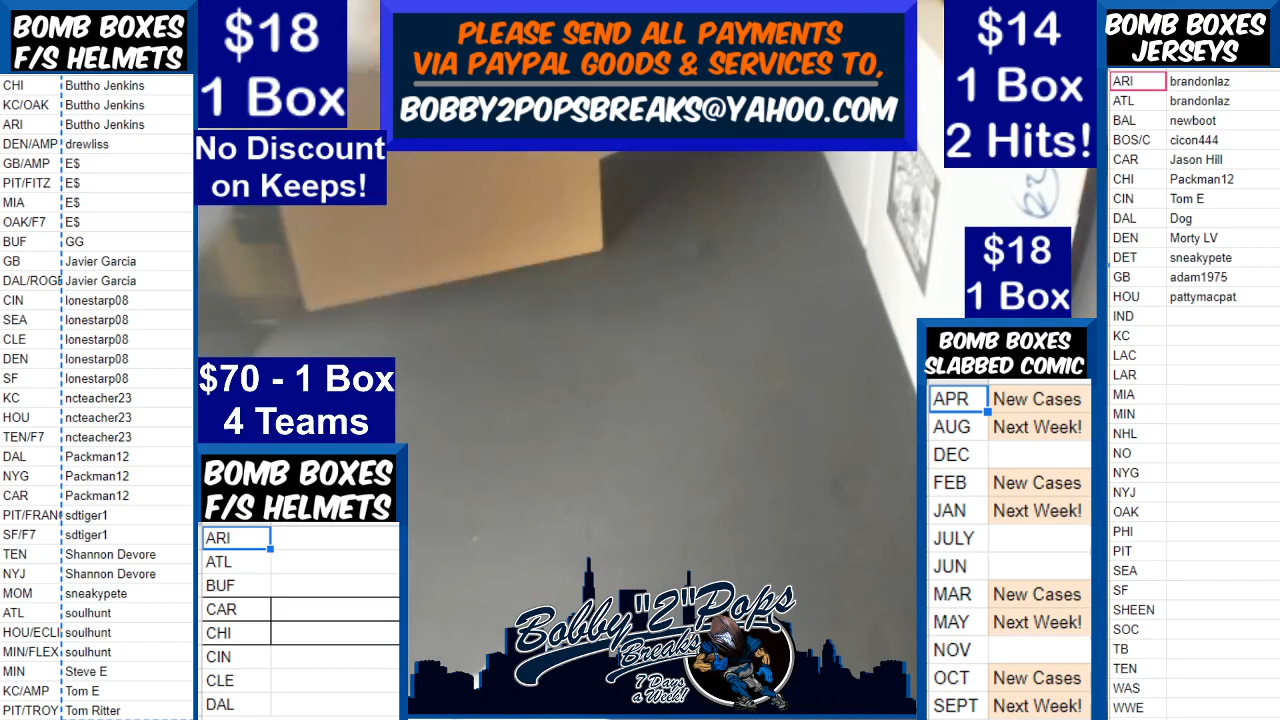 BOMB BOXES
F/S HELMETS
CHI Buttho Jenkins
KC/OAK Buttho Jenkins
ARI Buttho Jenkins
DEN/AMP drewliss
GB/AMP E$
PIT/FITZ E$
MIA E$
OAK/F7 E$
BUF GG
GB Javier Garcia
DAL/ROGE Javier Garcia
CIN lonestarp08
SEA lonestarp08
CLE lonestarp08
DEN lonestarp08
SF lonestarp08
KC ncteacher23
HOU ncteacher23
TEN/F7 ncteacher23
DAL Packman12
NYG Packman12
CAR Packman12
PIT/FRAN sdtiger1
SF/F7 sdtiger1
TEN Shannon Devore
NYJ Shannon Devore
MOM sneakypete
ATL soulhunt
HOU/ECLI soulhunt
MIN/FLEX soulhunt
MIN Steve E
KC/AMP Tom E
PIT/TROY Tom Ritter
$18
1 Box
No Discount
on Keeps!
$70 - 1 Box
4 Teams
BOMB BOXES
F/S HELMETS
ARI
ATL
BUF
CAR
CHI
CIN
CLE
DAL
PLEASE SEND ALL PAYMENTS
VIA PAYPAL GOODS & SERVICES TO,
BOBBY2POPSBREAKS@YAHOO.COM
Bobby "2" Pops
Breaks
7 Days
a Week!
$14
1 Box
2 Hits!
$18
1 Box
BOMB BOXES
SLABBED COMIC
APR New Cases
AUG Next Week!
DEC
FEB New Cases
JAN Next Week!
JULY
JUN
MAR New Cases
MAY Next Week!
NOV
OCT New Cases
SEPT Next Week!
BOMB BOXES
JERSEYS
ARI brandonlaz
ATL brandonlaz
BAL newboot
BOS/C cicon444
CAR Jason Hill
CHI Packman12
CIN Tom E
DAL Dog
DEN Morty LV
DET sneakypete
GB adam1975
HOU pattymacpat
IND
KC
LAC
LAR
MIA
MIN
NHL
NO
NYG
NYJ
OAK
PHI
PIT
SEA
SF
SHEEN
SOC
TB
TEN
WAS
WWE